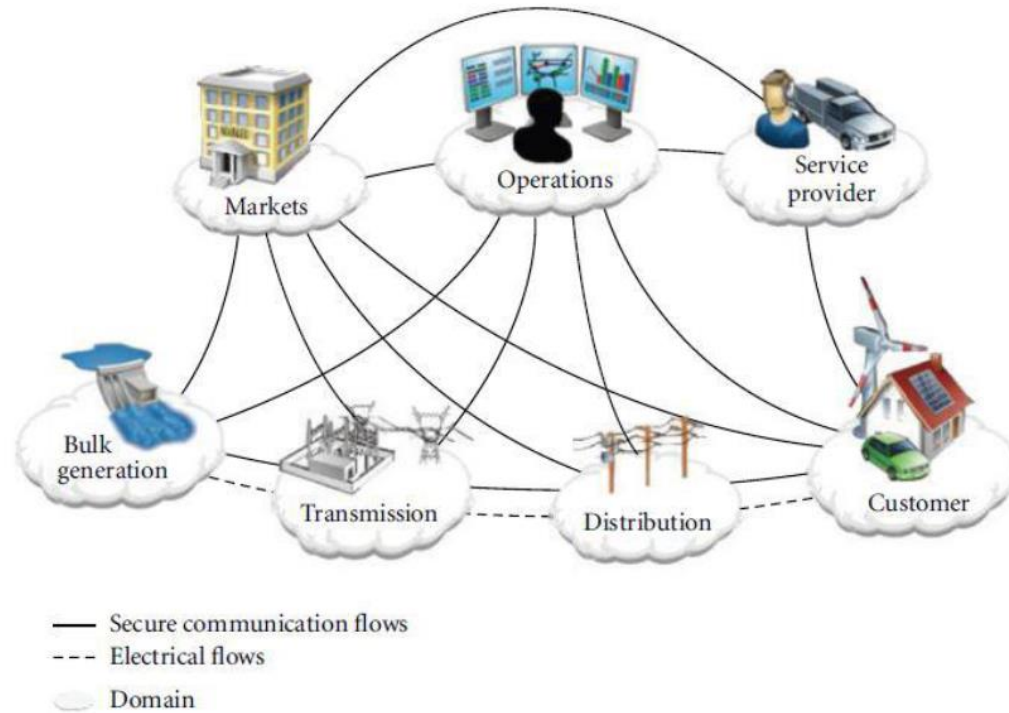 Markets
Operations
Service
provider
Bulk
generation
Transmission
Distribution
Customer
Secure communication flows
Electrical flows
Domain